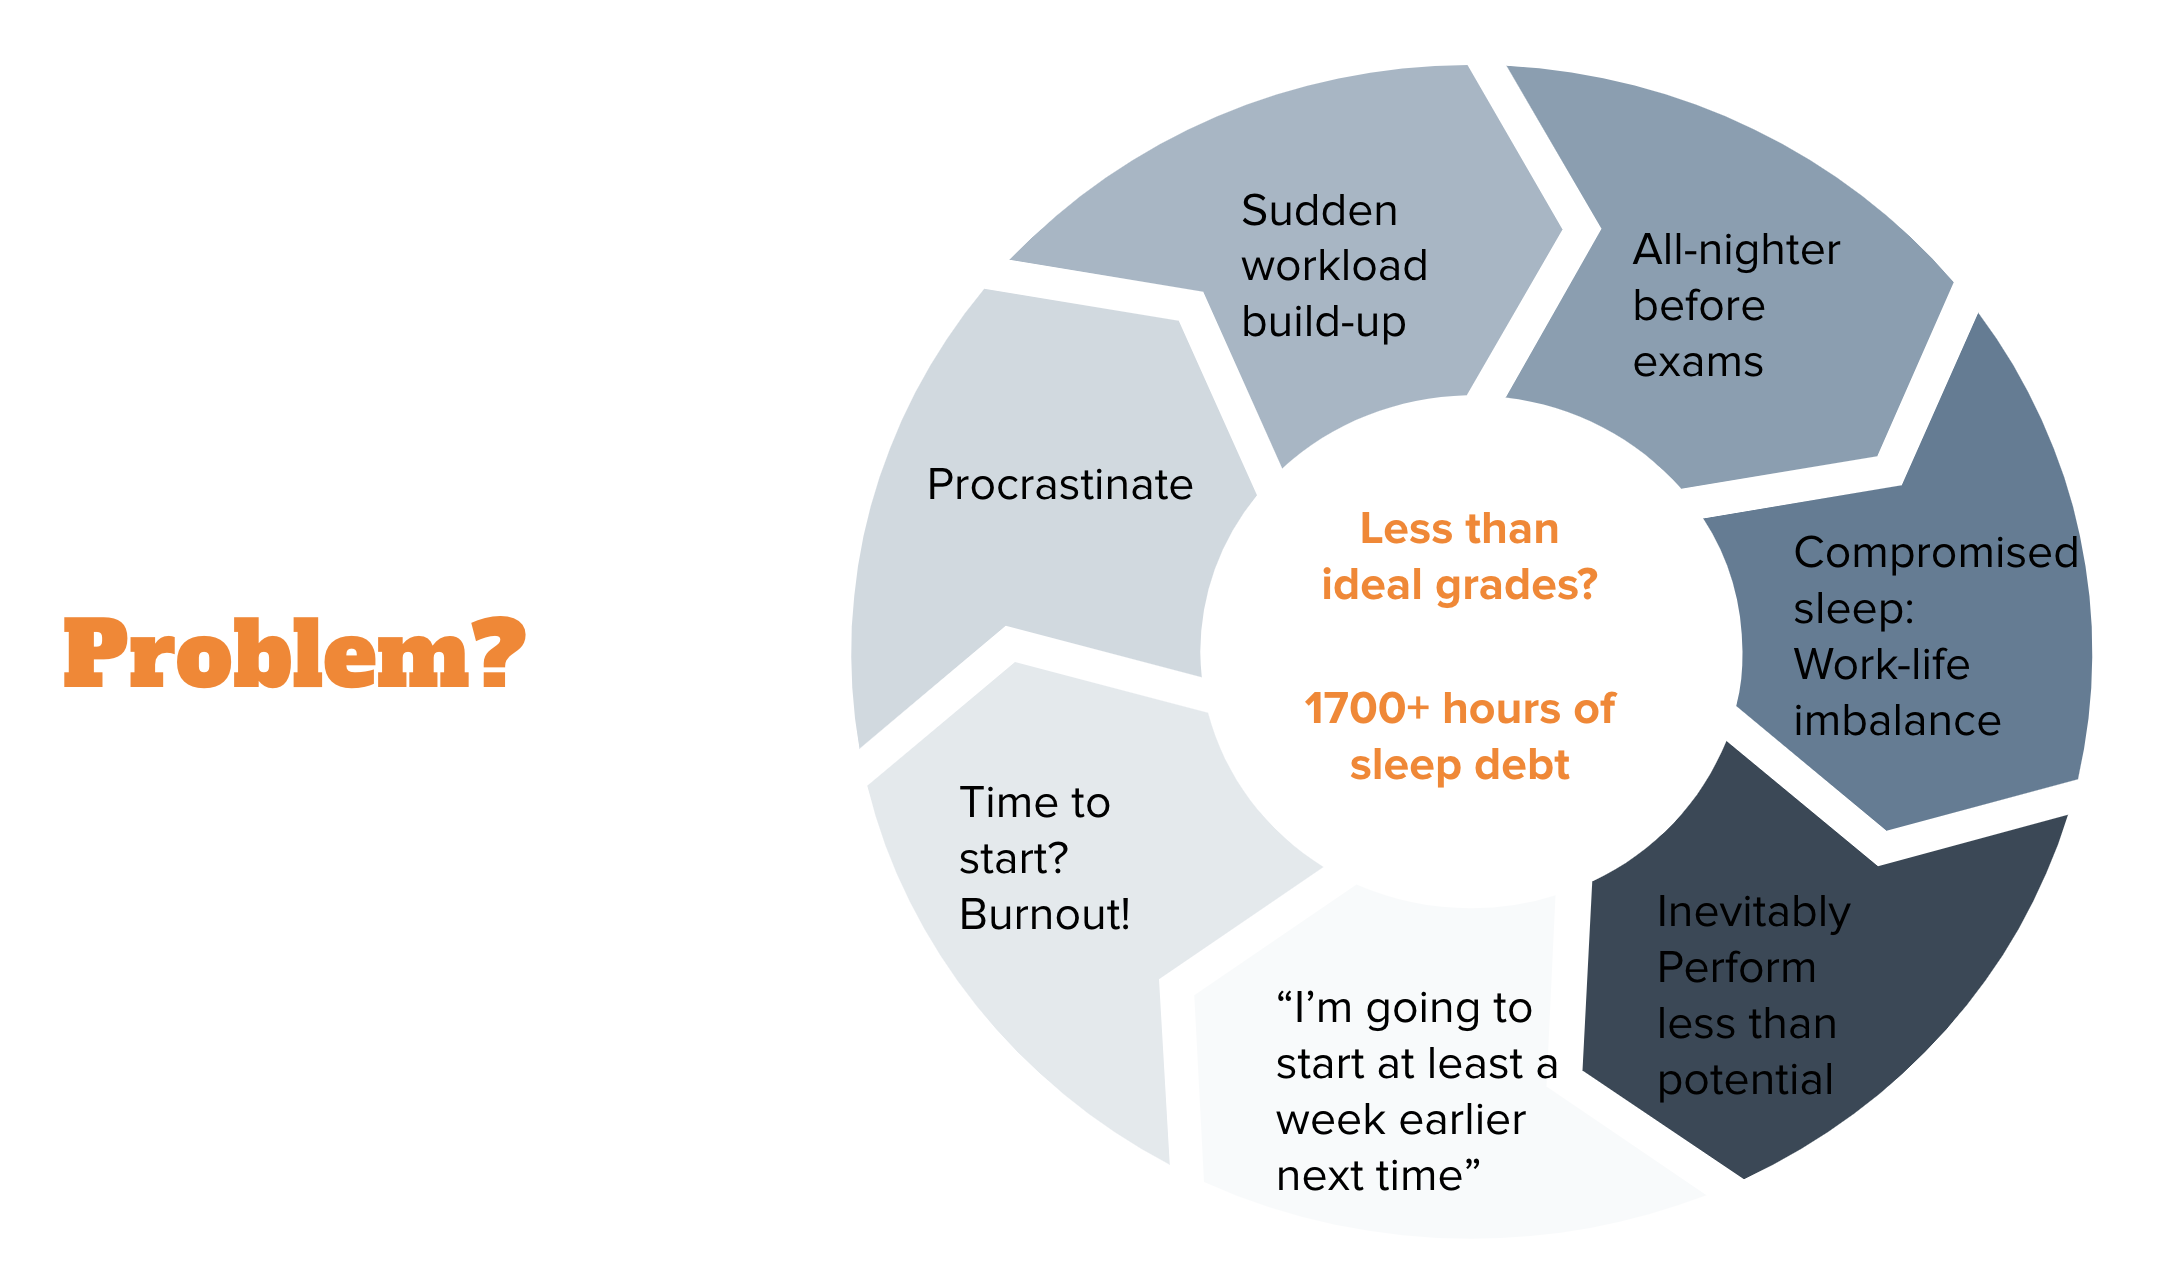 Problem?
Sudden
workload
build-up
All-nighter
before
exams
Compromised
sleep:
Work-life
imbalance
Inevitably
Perform
less than
potential
“I’m going to
start at least a
week earlier
next time”
Time to
start?
Burnout!
Procrastinate
Less than
ideal grades?
1700+ hours of
sleep debt